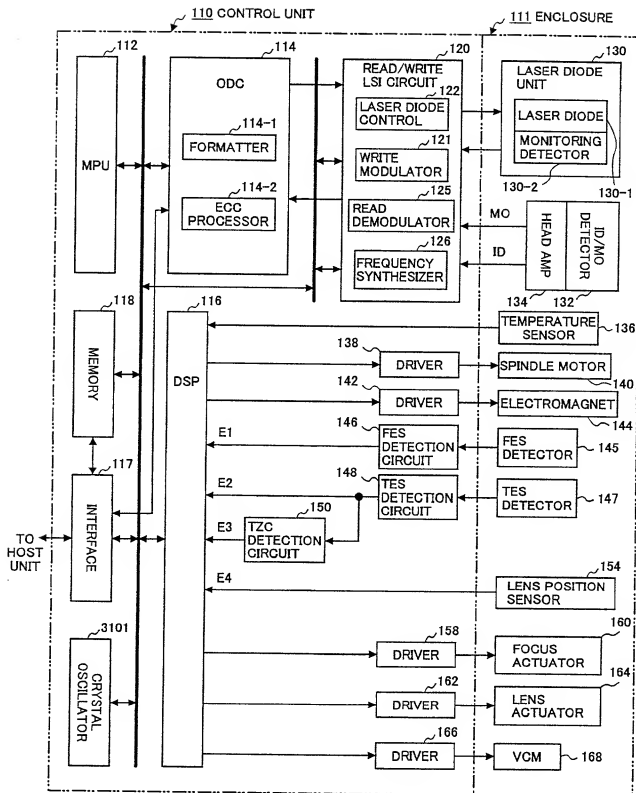 110 CONTROL UNIT
111 ENCLOSURE
112
MPU
114
ODC
114-1
FORMATTER
114-2
ECC
PROCESSOR
120
READ/WRITE
LSI CIRCUIT
122
LASER DIODE
CONTROL
121
WRITE
MODULATOR
125
READ
DEMODULATOR
126
FREQUENCY
SYNTHESIZER
130
LASER DIODE
UNIT
LASER DIODE
MONITORING
DETECTOR
130-2
130-1
MO
ID
HEAD AMP
ID/MO
DETECTOR
134
132
118
MEMORY
117
INTERFACE
TO
HOST
UNIT
3101
CRYSTAL
OSCILLATOR
116
DSP
TEMPERATURE
SENSOR
136
138
DRIVER
SPINDLE MOTOR
140
142
DRIVER
ELECTROMAGNET
144
146
E1
FES
DETECTION
CIRCUIT
FES
DETECTOR
145
148
E2
TES
DETECTION
CIRCUIT
TES DETECTOR
147
150
E3
TZC
DETECTION
CIRCUIT
154
E4
LENS POSITION
SENSOR
158
DRIVER
160
FOCUS
ACTUATOR
162
DRIVER
164
LENS
ACTUATOR
166
DRIVER
VCM
168